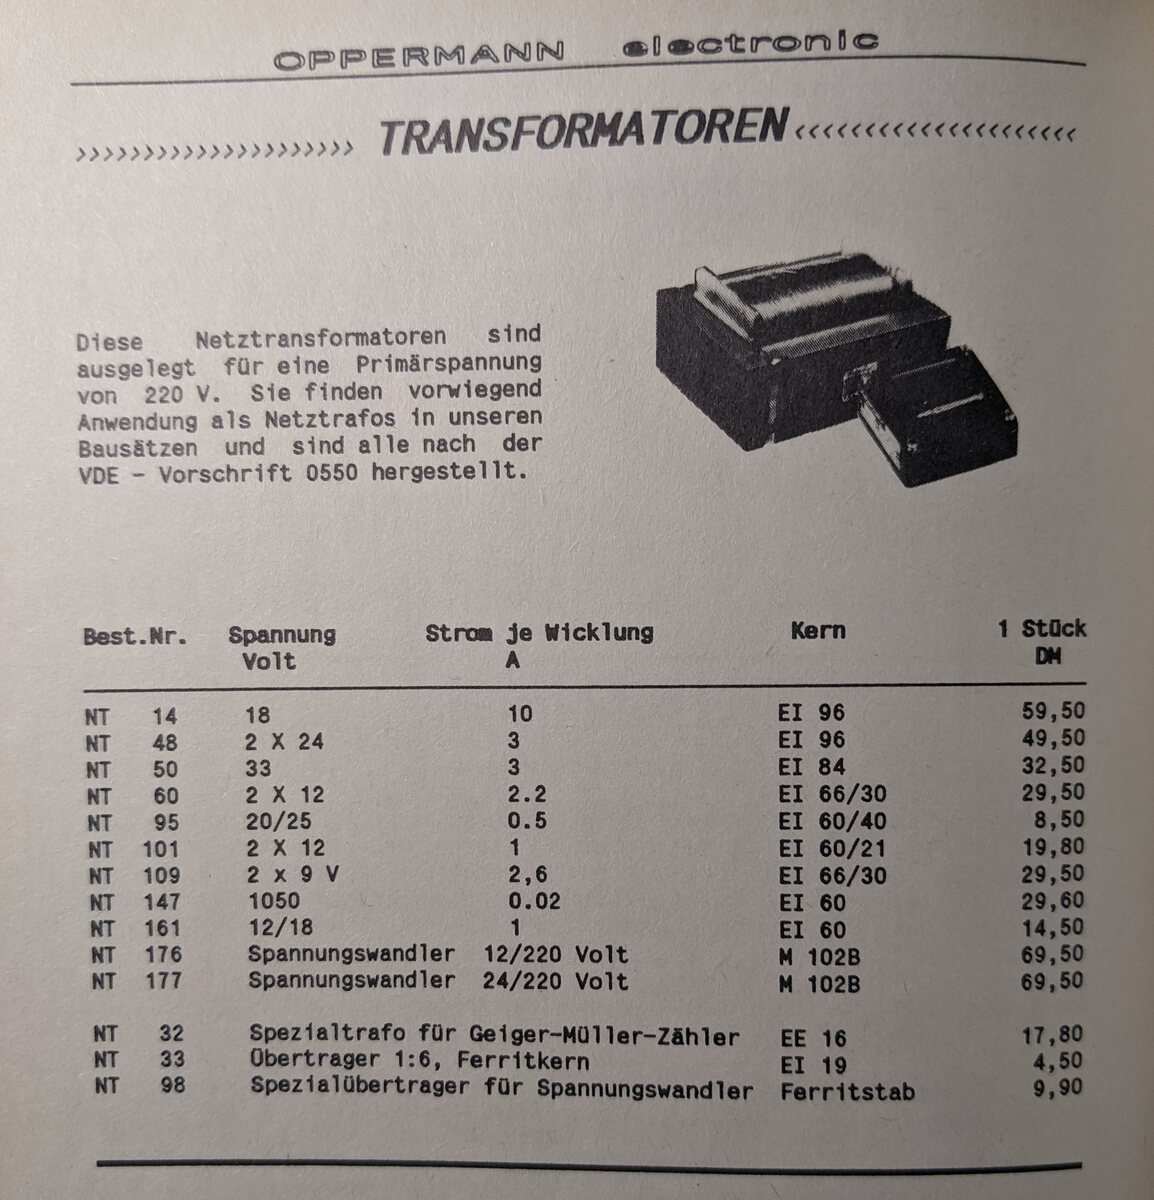 OPPERMANN electronic
>>>>>>>>>>>>>>>>>>>>> TRANSFORMATOREN <<<<<<<<<<<<<<<<<<<<<
Diese Netztransformatoren sind
ausgelegt für eine Primärspannung
von 220 V. Sie finden vorwiegend
Anwendung als Netztrafos in unseren
Bausätzen und sind alle nach der
VDE - Vorschrift 0550 hergestellt.
Best.Nr. Spannung Strom je Wicklung Kern 1 Stück
Volt A DM
NT 14 18 10 EI 96 59,50
NT 48 2 X 24 3 EI 96 49,50
NT 50 33 3 EI 84 32,50
NT 60 2 X 12 2.2 EI 66/30 29,50
NT 95 20/25 0.5 EI 60/40 8,50
NT 101 2 X 12 1 EI 60/21 19,80
NT 109 2 x 9 V 2,6 EI 66/30 29,50
NT 147 1050 0.02 EI 60 29,60
NT 161 12/18 1 EI 60 14,50
NT 176 Spannungswandler 12/220 Volt M 102B 69,50
NT 177 Spannungswandler 24/220 Volt M 102B 69,50
NT 32 Spezialtrafo für Geiger-Müller-Zähler EE 16 17,80
NT 33 Übertrager 1:6, Ferritkern EI 19 4,50
NT 98 Spezialübertrager für Spannungswandler Ferritstab 9,90